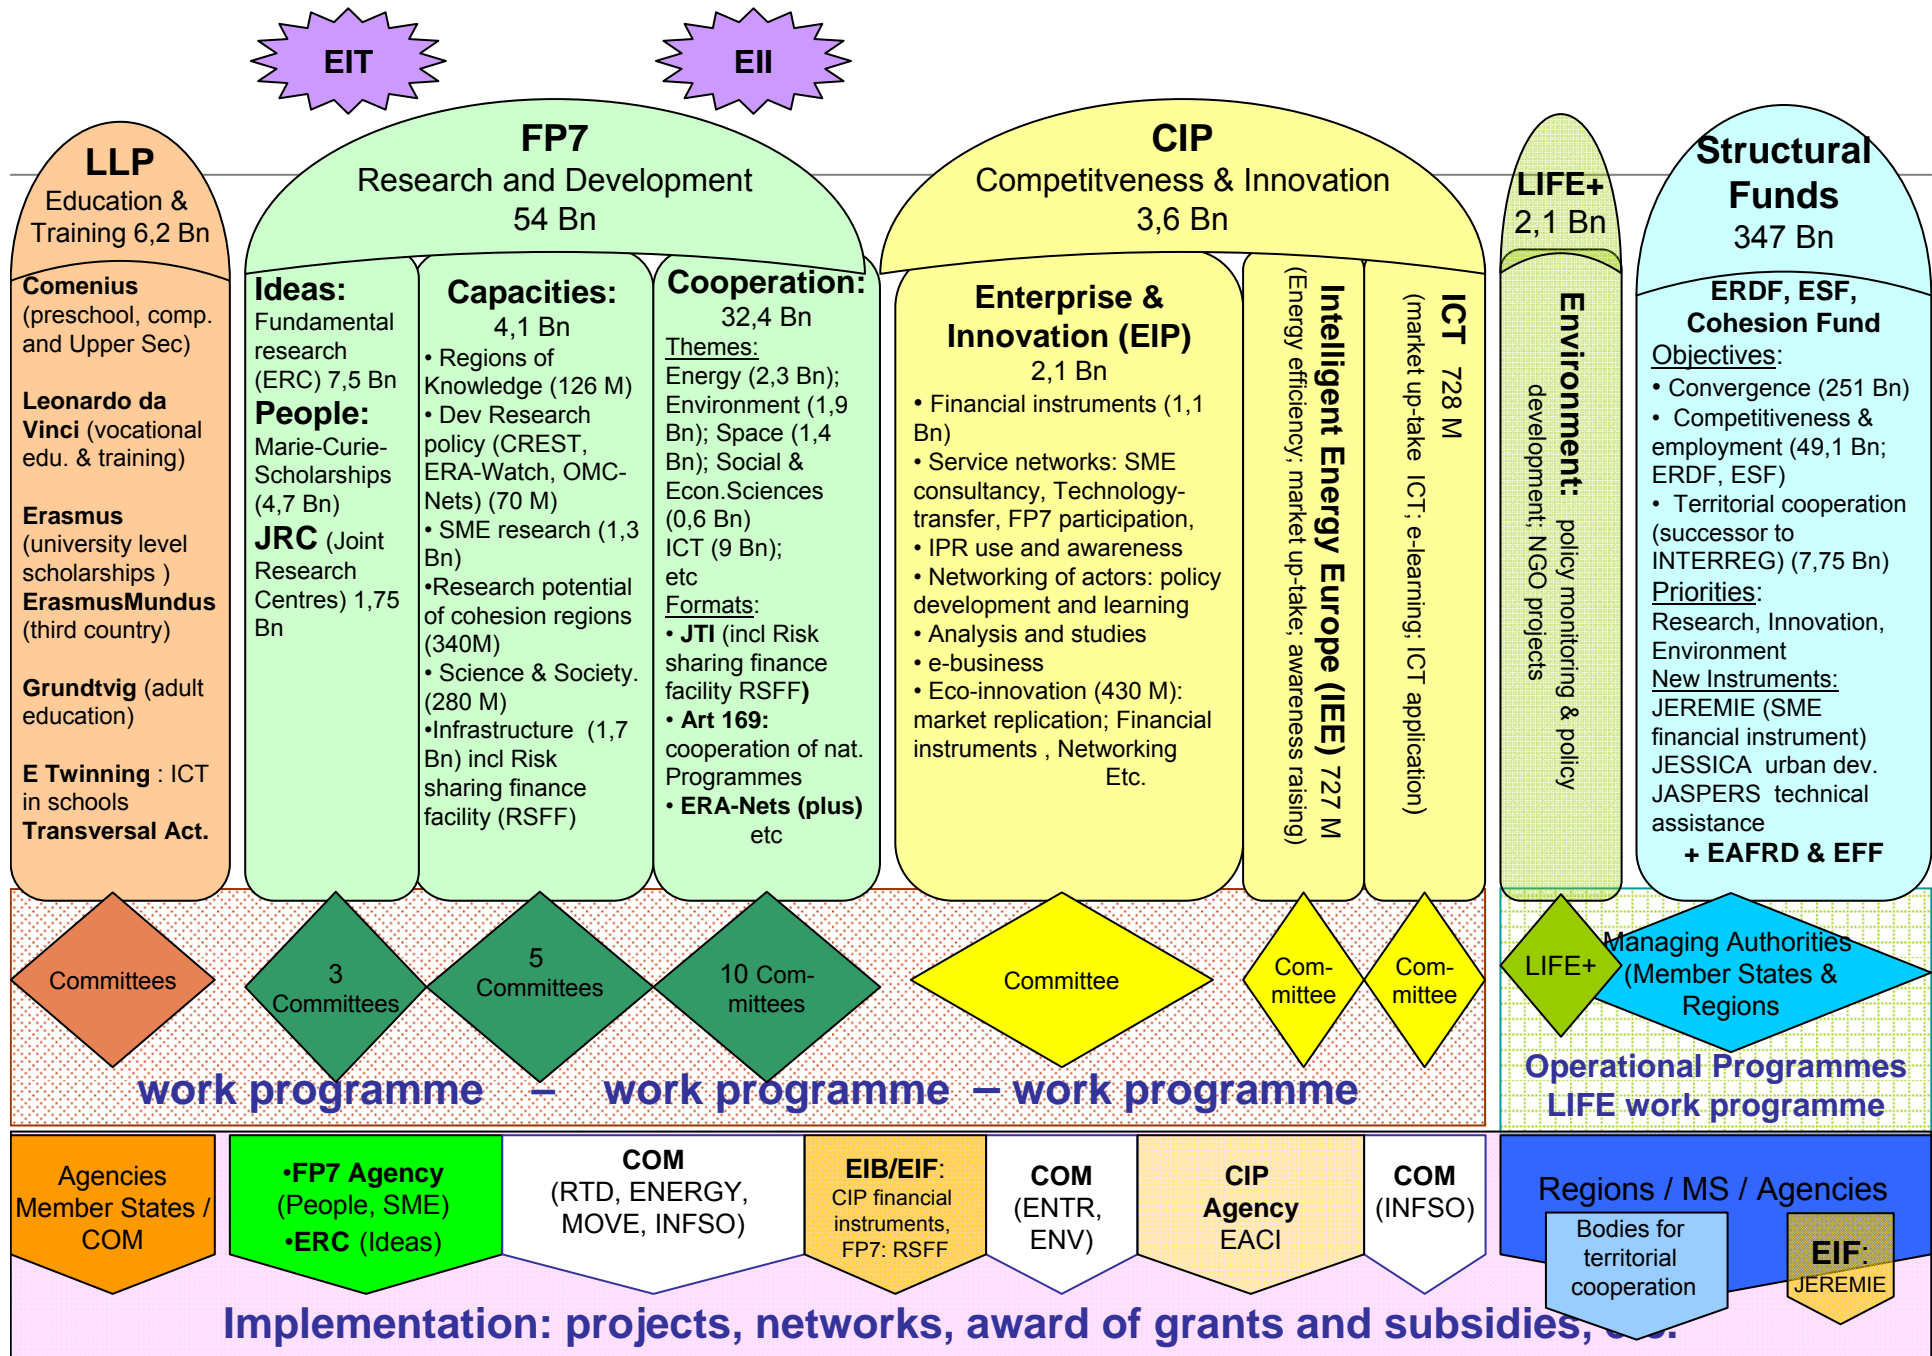 EIT
EII
LLP
Education &
Training 6,2 Bn
Comenius
(preschool, comp.
and Upper Sec)
Leonardo da
Vinci (vocational
edu. & training)
Erasmus
(university level
scholarships )
ErasmusMundus
(third country)
Grundtvig (adult
education)
E Twinning : ICT
in schools
Transversal Act.
FP7
Research and Development
54 Bn
Ideas:
Fundamental
research
(ERC) 7,5 Bn
People:
Marie-Curie-
Scholarships
(4,7 Bn)
JRC (Joint
Research
Centres) 1,75
Bn
Capacities:
4,1 Bn
• Regions of
Knowledge (126 M)
• Dev Research
policy (CREST,
ERA-Watch, OMC-
Nets) (70 M)
• SME research (1,3
Bn)
•Research potential
of cohesion regions
(340M)
• Science & Society.
(280 M)
•Infrastructure (1,7
Bn) incl Risk
sharing finance
facility (RSFF)
Cooperation:
32,4 Bn
Themes:
Energy (2,3 Bn);
Environment (1,9
Bn); Space (1,4
Bn); Social &
Econ.Sciences
(0,6 Bn)
ICT (9 Bn);
etc
Formats:
• JTI (incl Risk
sharing finance
facility RSFF)
• Art 169:
cooperation of nat.
Programmes
• ERA-Nets (plus)
etc
CIP
Competitveness & Innovation
3,6 Bn
Enterprise &
Innovation (EIP)
2,1 Bn
• Financial instruments (1,1
Bn)
• Service networks: SME
consultancy, Technology-
transfer, FP7 participation,
• IPR use and awareness
• Networking of actors: policy
development and learning
• Analysis and studies
• e-business
• Eco-innovation (430 M):
market replication; Financial
instruments , Networking
Etc.
Intelligent Energy Europe (IEE) 727 M
(Energy efficiency; market up-take; awareness raising)
ICT 728 M
(market up-take ICT; e-learning; ICT application)
LIFE+
2,1 Bn
Environment: policy monitoring & policy
development; NGO projects
Structural
Funds
347 Bn
ERDF, ESF,
Cohesion Fund
Objectives:
• Convergence (251 Bn)
• Competitiveness &
employment (49,1 Bn;
ERDF, ESF)
• Territorial cooperation
(successor to
INTERREG) (7,75 Bn)
Priorities:
Research, Innovation,
Environment
New Instruments:
JEREMIE (SME
financial instrument)
JESSICA urban dev.
JASPERS technical
assistance
+ EAFRD & EFF
Committees
3
Committees
5
Committees
10 Com-
mittees
Committee
Com-
mittee
Com-
mittee
LIFE+
Managing Authorities
(Member States &
Regions
work programme – work programme – work programme
Operational Programmes
LIFE work programme
Agencies
Member States /
COM
•FP7 Agency
(People, SME)
•ERC (Ideas)
COM
(RTD, ENERGY,
MOVE, INFSO)
EIB/EIF:
CIP financial
instruments,
FP7: RSFF
COM
(ENTR,
ENV)
CIP
Agency
EACI
COM
(INFSO)
Regions / MS / Agencies
Bodies for
territorial
cooperation
EIF:
JEREMIE
Implementation: projects, networks, award of grants and subsidies,